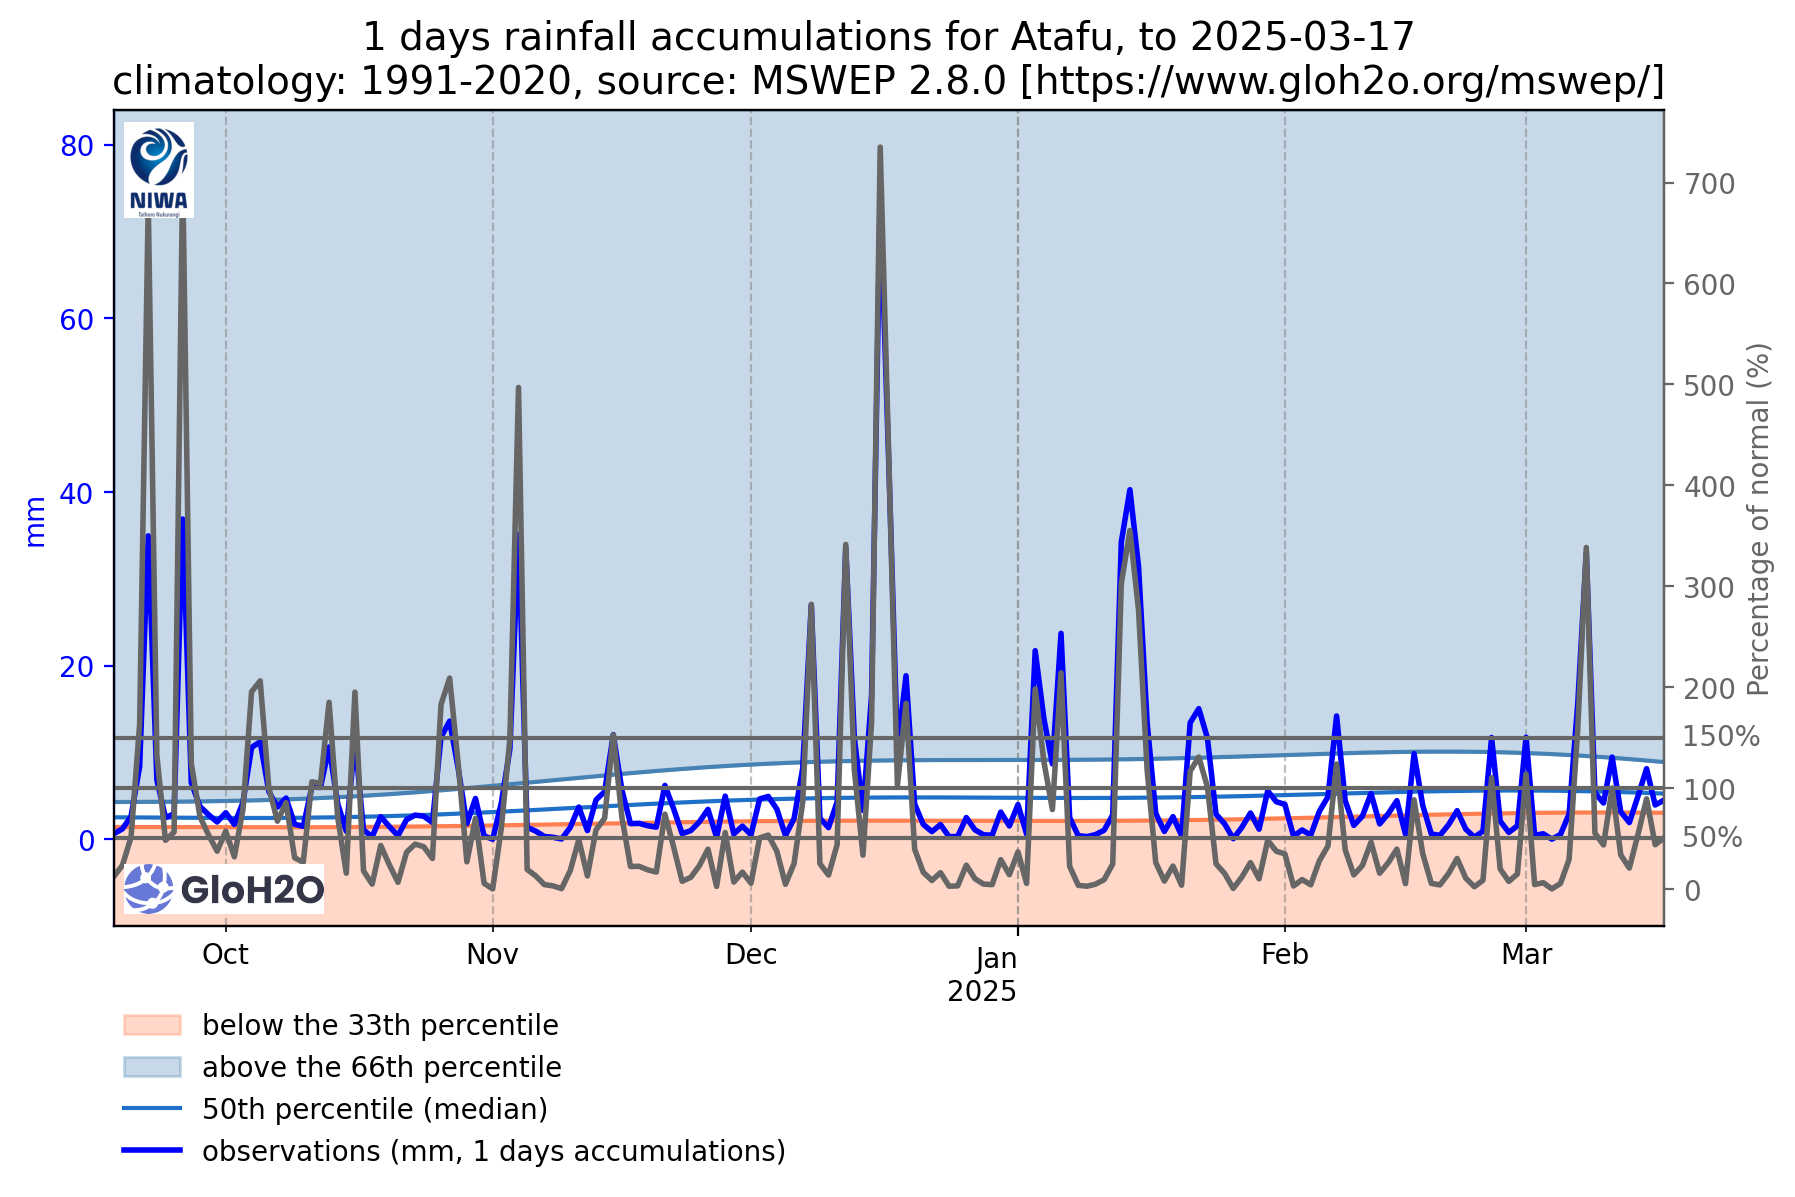 1 days rainfall accumulations for Atafu, to 2025-03-17
climatology: 1991-2020, source: MSWEP 2.8.0 [https://www.gloh2o.org/mswep/]
NIWA
Taihoro Nukurangi
80
60
40
20
0
mm
700
600
500
400
300
200
150%
100
50%
0
Percentage of normal (%)
GloH2O
Oct
Nov
Dec
Jan
2025
Feb
Mar
below the 33th percentile
above the 66th percentile
50th percentile (median)
observations (mm, 1 days accumulations)